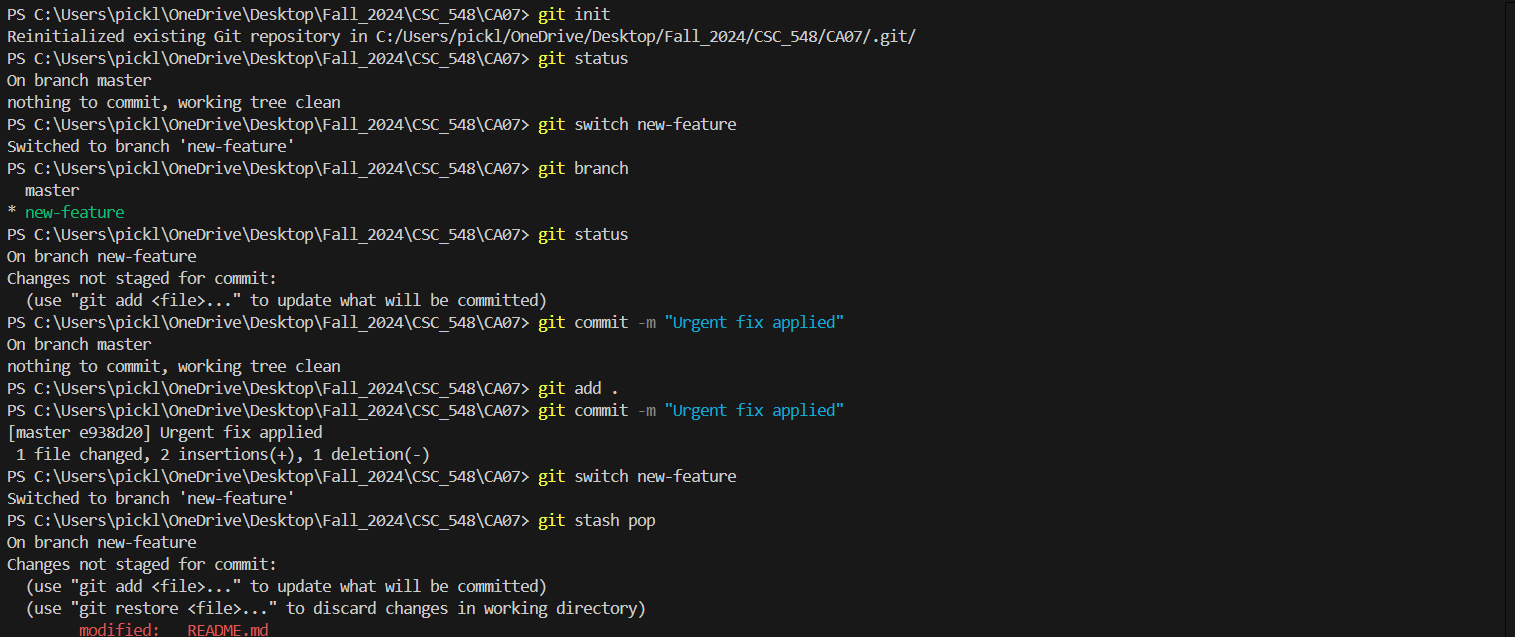 PS C:\Users\pickl\OneDrive\Desktop\Fall_2024\CSC_548\CA07> git init
Reinitialized existing Git repository in C:/Users/pickl/OneDrive/Desktop/Fall_2024/CSC_548/CA07/.git/
PS C:\Users\pickl\OneDrive\Desktop\Fall_2024\CSC_548\CA07> git status
On branch master
nothing to commit, working tree clean
PS C:\Users\pickl\OneDrive\Desktop\Fall_2024\CSC_548\CA07> git switch new-feature
Switched to branch 'new-feature'
PS C:\Users\pickl\OneDrive\Desktop\Fall_2024\CSC_548\CA07> git branch
  master
* new-feature
PS C:\Users\pickl\OneDrive\Desktop\Fall_2024\CSC_548\CA07> git status
On branch new-feature
Changes not staged for commit:
  (use "git add <file>..." to update what will be committed)
PS C:\Users\pickl\OneDrive\Desktop\Fall_2024\CSC_548\CA07> git commit -m "Urgent fix applied"
On branch master
nothing to commit, working tree clean
PS C:\Users\pickl\OneDrive\Desktop\Fall_2024\CSC_548\CA07> git add .
PS C:\Users\pickl\OneDrive\Desktop\Fall_2024\CSC_548\CA07> git commit -m "Urgent fix applied"
[master e938d20] Urgent fix applied
 1 file changed, 2 insertions(+), 1 deletion(-)
PS C:\Users\pickl\OneDrive\Desktop\Fall_2024\CSC_548\CA07> git switch new-feature
Switched to branch 'new-feature'
PS C:\Users\pickl\OneDrive\Desktop\Fall_2024\CSC_548\CA07> git stash pop
On branch new-feature
Changes not staged for commit:
  (use "git add <file>..." to update what will be committed)
  (use "git restore <file>..." to discard changes in working directory)
        modified:   README.md